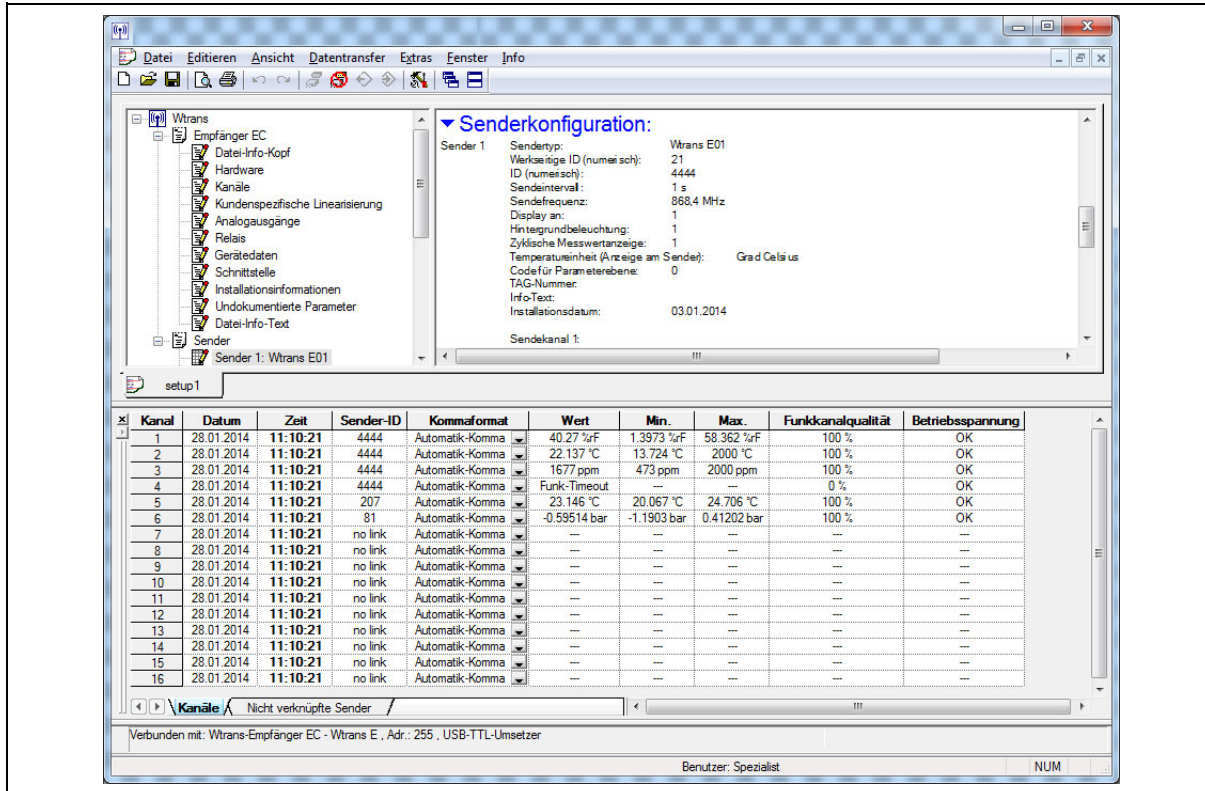 Datei Editieren Ansicht Datentransfer Extras Fenster Info
Wtrans
Empfänger EC
Datei-Info-Kopf
Hardware
Kanäle
Kundenspezifische Linearisierung
Analogausgänge
Relais
Gerätedaten
Schnittstelle
Installationsinformationen
Undokumentierte Parameter
Datei-Info-Text
Sender
Sender 1: Wtrans E01
Senderkonfiguration:
Sender 1 Sendertyp: Wtrans E01
Werkseitige ID (numerisch): 21
ID (numerisch): 4444
Sendeinterval: 1 s
Sendefrequenz: 868,4 MHz
Display an: 1
Hintergrundbeleuchtung: 1
Zyklische Messwertanzeige: 1
Temperatureinheit (Anzeige am Sender): Grad Celsius
Code für Parameterebene: 0
TAG-Nummer:
Info-Text:
Installationsdatum: 03.01.2014
Sendekanal 1:
setup1
Kanal Datum Zeit Sender-ID Kommaformat Wert Min. Max. Funkkanalqualität Betriebsspannung
1 28.01.2014 11:10:21 4444 Automatik-Komma 40.27 %rF 1.3973 %rF 58.362 %rF 100 % OK
2 28.01.2014 11:10:21 4444 Automatik-Komma 22.137 °C 13.724 °C 2000 °C 100 % OK
3 28.01.2014 11:10:21 4444 Automatik-Komma 1677 ppm 473 ppm 2000 ppm 100 % OK
4 28.01.2014 11:10:21 4444 Automatik-Komma Funk-Timeout --- --- 0 % OK
5 28.01.2014 11:10:21 207 Automatik-Komma 23.146 °C 20.067 °C 24.706 °C 100 % OK
6 28.01.2014 11:10:21 81 Automatik-Komma -0.59514 bar -1.1903 bar 0.41202 bar 100 % OK
7 28.01.2014 11:10:21 no link Automatik-Komma --- --- --- --- ---
8 28.01.2014 11:10:21 no link Automatik-Komma --- --- --- --- ---
9 28.01.2014 11:10:21 no link Automatik-Komma --- --- --- --- ---
10 28.01.2014 11:10:21 no link Automatik-Komma --- --- --- --- ---
11 28.01.2014 11:10:21 no link Automatik-Komma --- --- --- --- ---
12 28.01.2014 11:10:21 no link Automatik-Komma --- --- --- --- ---
13 28.01.2014 11:10:21 no link Automatik-Komma --- --- --- --- ---
14 28.01.2014 11:10:21 no link Automatik-Komma --- --- --- --- ---
15 28.01.2014 11:10:21 no link Automatik-Komma --- --- --- --- ---
16 28.01.2014 11:10:21 no link Automatik-Komma --- --- --- --- ---
Kanäle Nicht verknüpfte Sender
Verbunden mit: Wtrans-Empfänger EC - Wtrans E , Adr.: 255 , USB-TTL-Umsetzer
Benutzer: Spezialist NUM